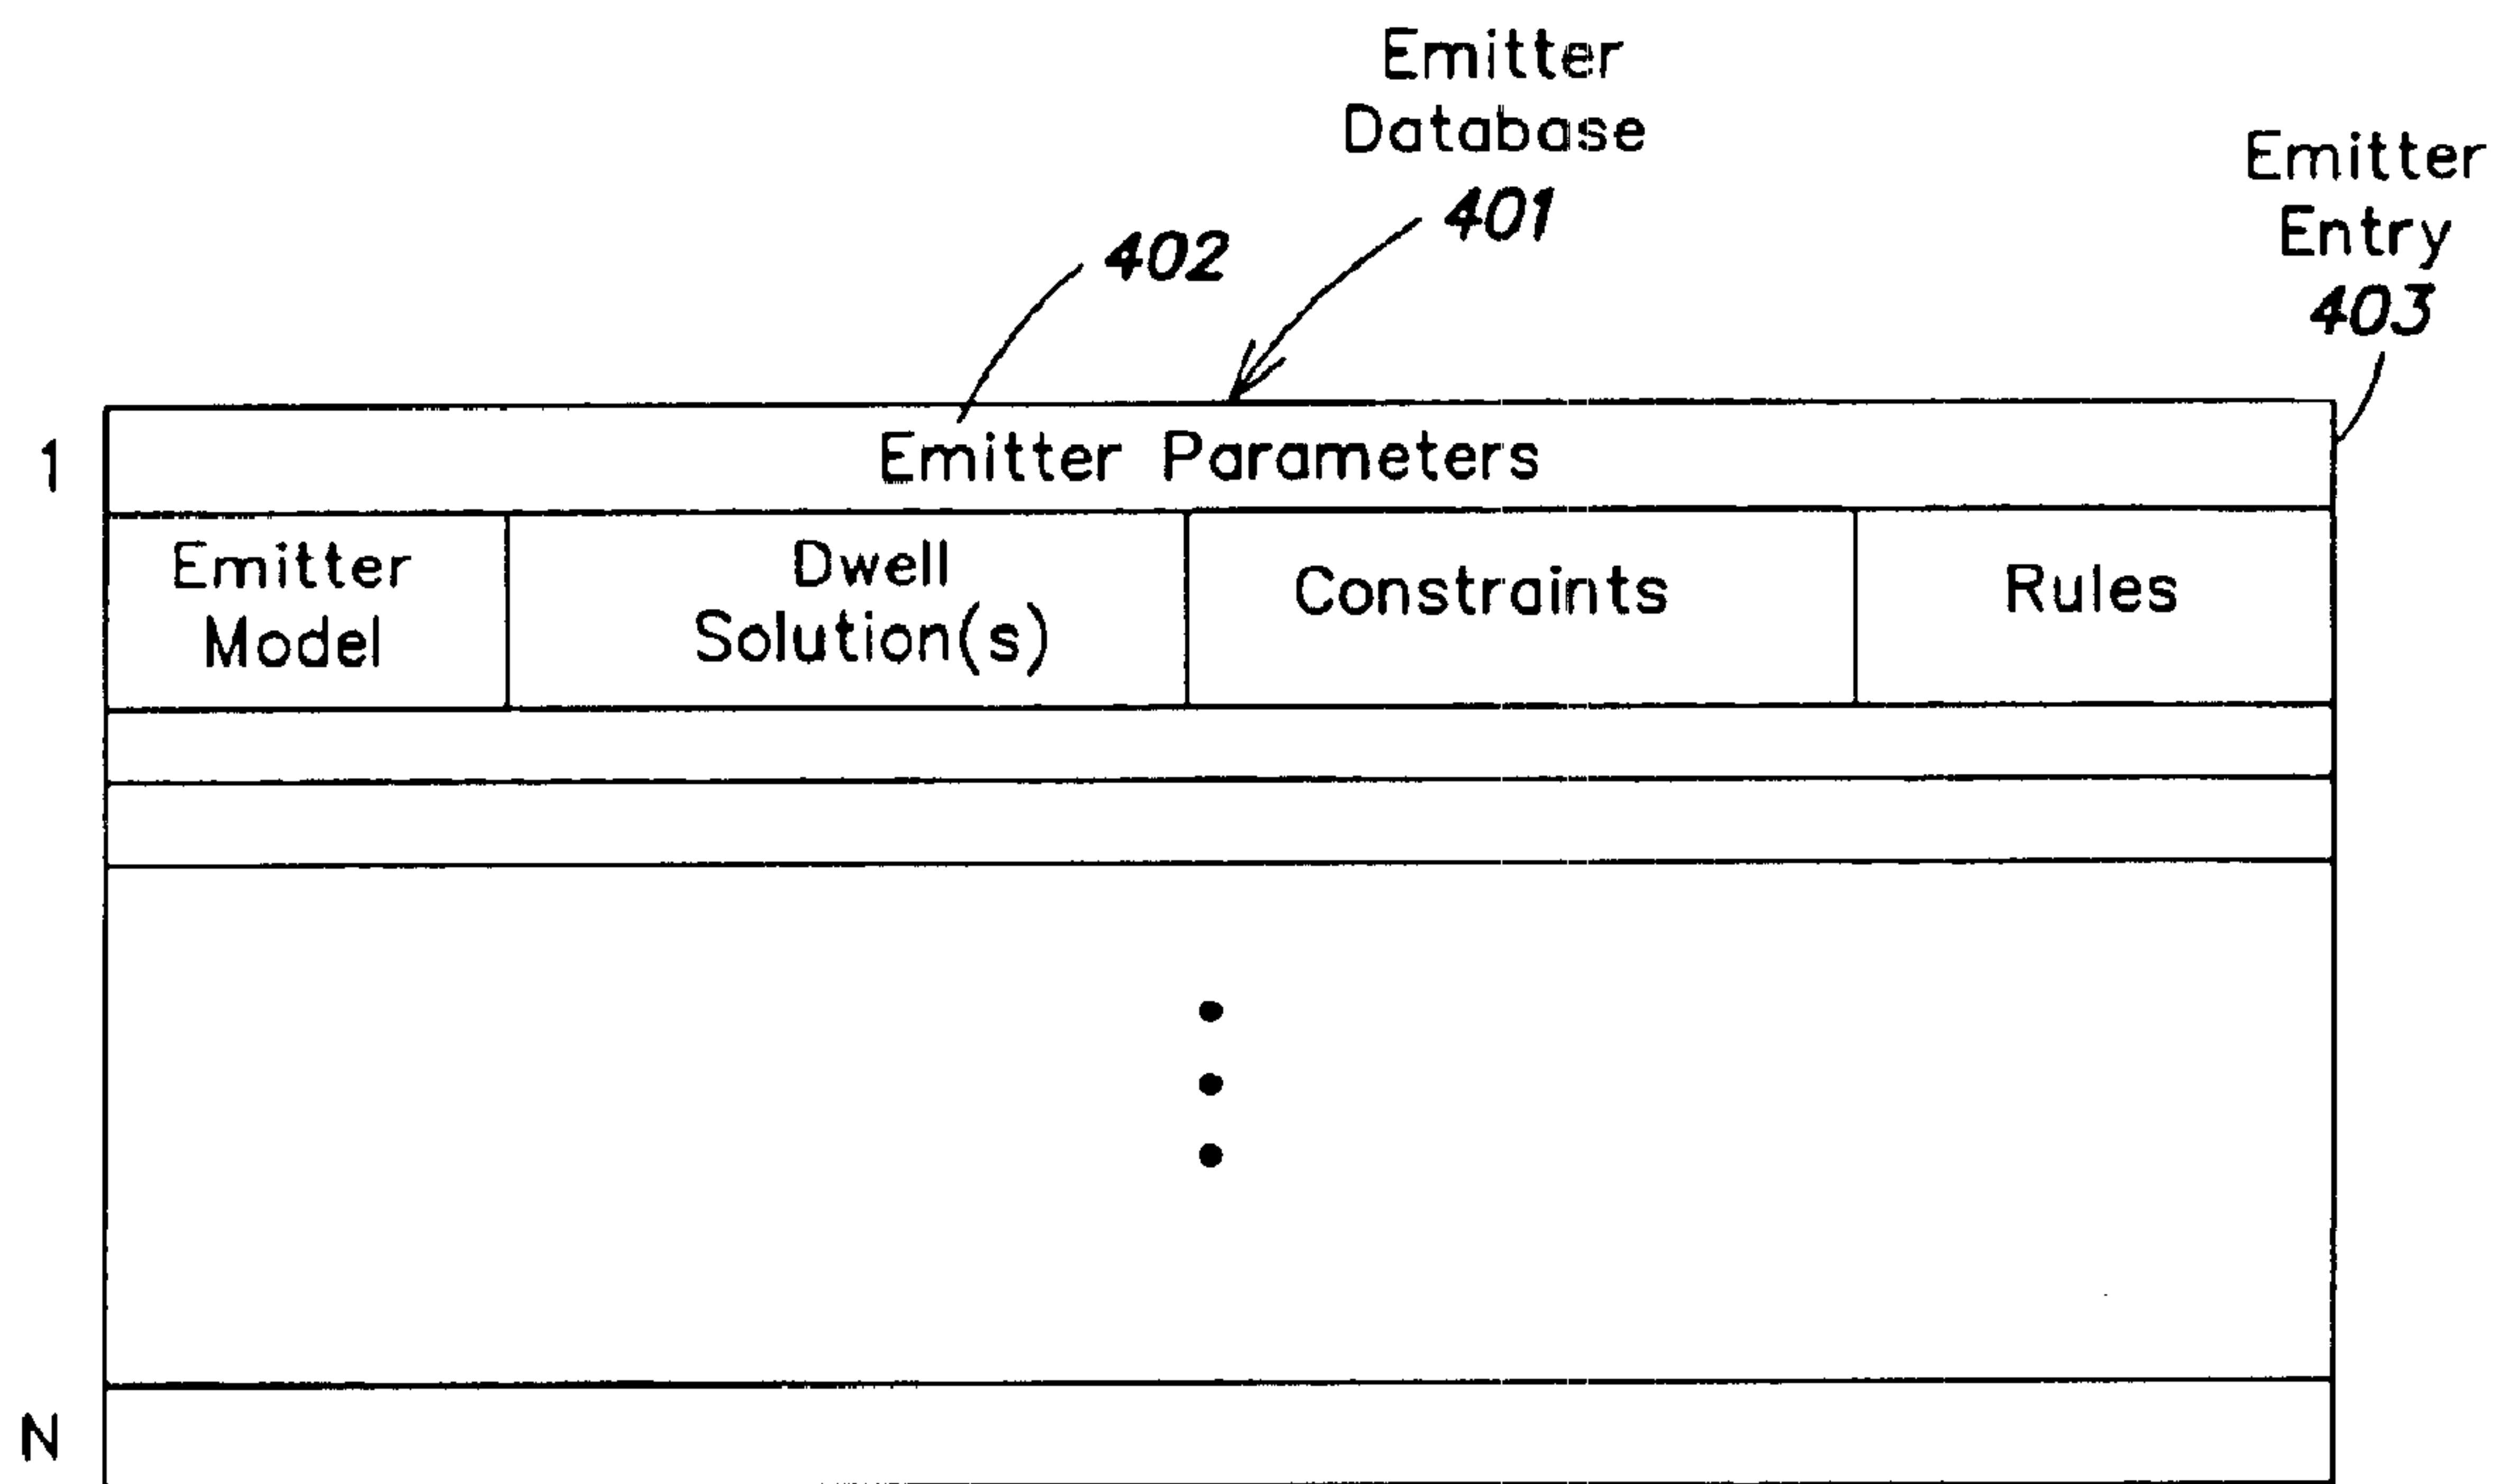 Emitter
Database
401
402
Emitter
Entry
403
1
Emitter Parameters
Emitter
Model
Dwell
Solution(s)
Constraints
Rules
N